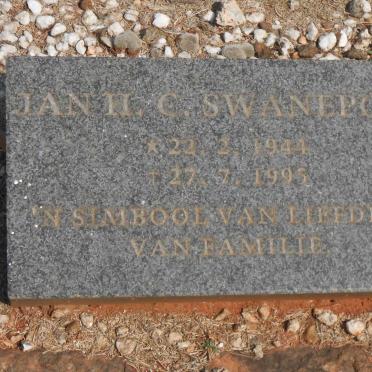 JAN H. C. SWANEPO
* 22. 2. 1944
† 27. 7. 1995
'N SIMBOOL VAN LIEFD
VAN FAMILIE